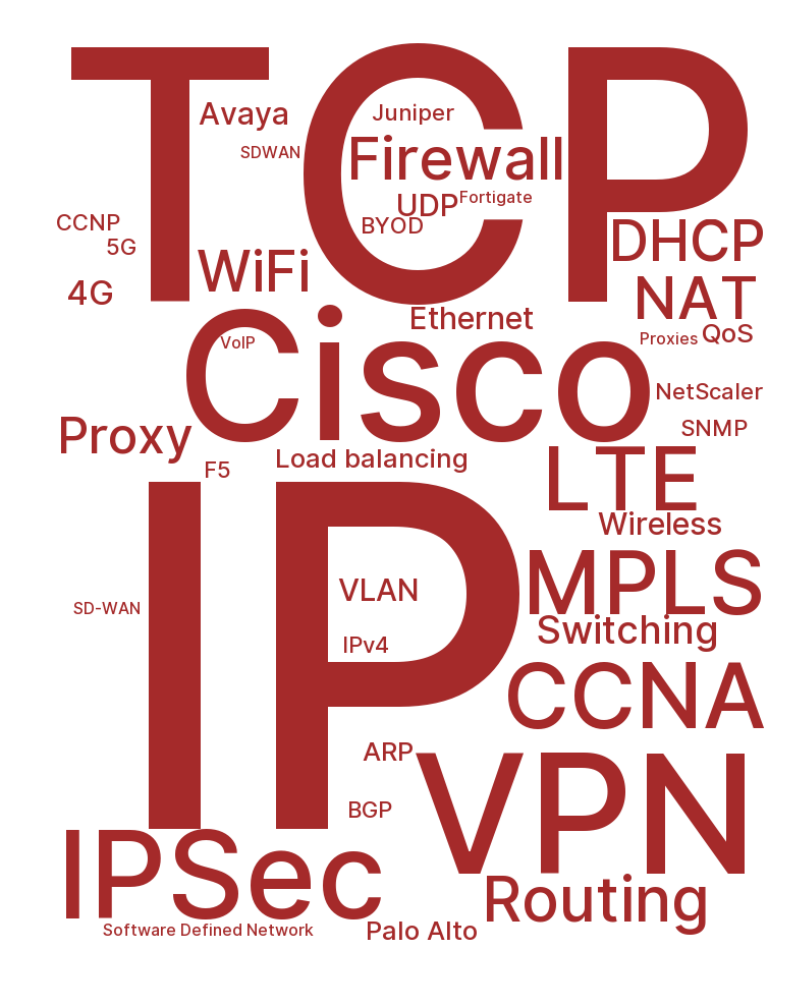 TCP
Avaya
Juniper
SDWAN
Firewall
UDP
Fortigate
CCNP
BYOD
5G
DHCP
WiFi
4G
NAT
Ethernet
VoIP
Cisco
Proxies
QoS
NetScaler
SNMP
Proxy
Load balancing
F5
LTE
Wireless
IP
VLAN
MPLS
SD-WAN
Switching
IPv4
CCNA
ARP
VPN
BGP
IPSec
Routing
Software Defined Network
Palo Alto